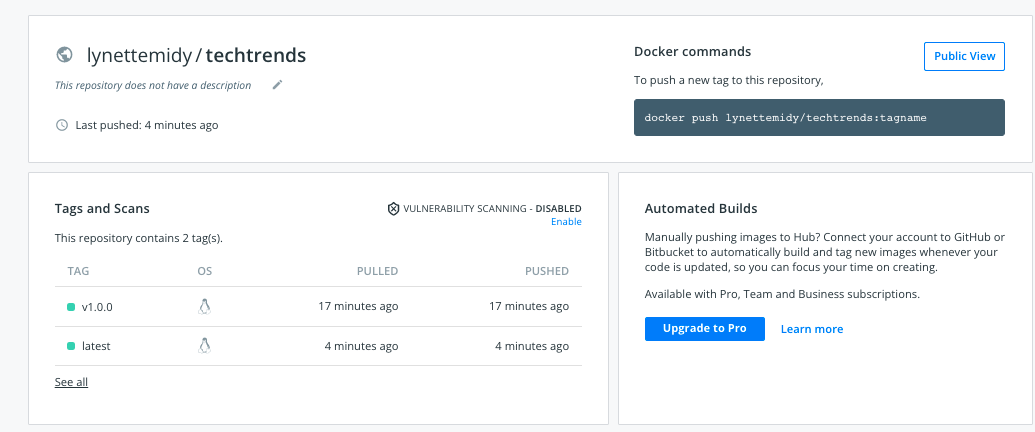 lynettemidy / techtrends
This repository does not have a description
Last pushed: 4 minutes ago
Docker commands
Public View
To push a new tag to this repository,
docker push lynettemidy/techtrends:tagname
Tags and Scans
VULNERABILITY SCANNING - DISABLED
Enable
This repository contains 2 tag(s).
TAG OS PULLED PUSHED
v1.0.0 17 minutes ago 17 minutes ago
latest 4 minutes ago 4 minutes ago
See all
Automated Builds
Manually pushing images to Hub? Connect your account to GitHub or
Bitbucket to automatically build and tag new images whenever your
code is updated, so you can focus your time on creating.
Available with Pro, Team and Business subscriptions.
Upgrade to Pro Learn more